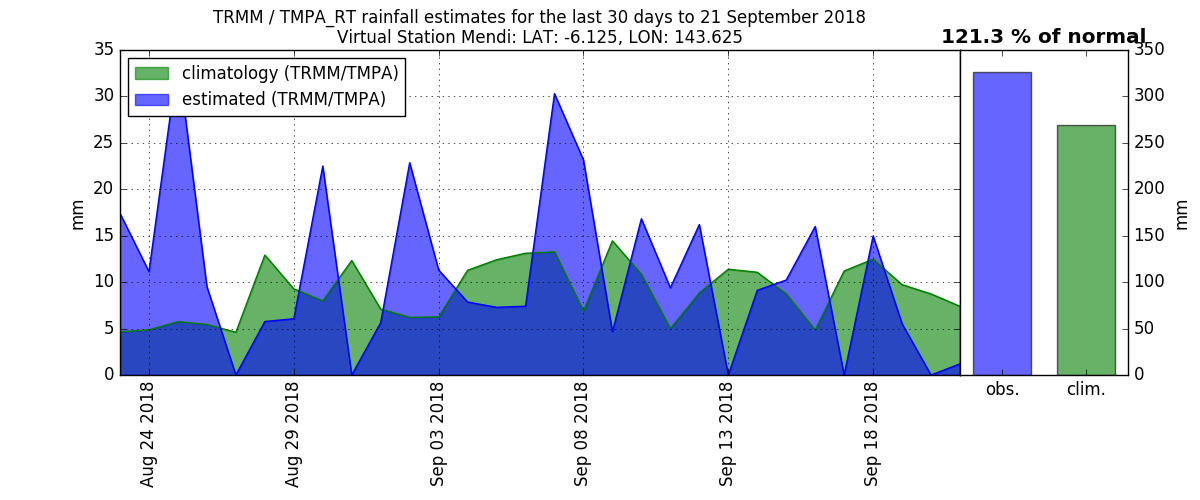 TRMM / TMPA_RT rainfall estimates for the last 30 days to 21 September 2018
Virtual Station Mendi: LAT: -6.125, LON: 143.625
121.3 % of normal
climatology (TRMM/TMPA)
estimated (TRMM/TMPA)
mm
35
30
25
20
15
10
5
0
Aug 24 2018
Aug 29 2018
Sep 03 2018
Sep 08 2018
Sep 13 2018
Sep 18 2018
350
300
250
200
150
100
50
0
mm
obs.
clim.